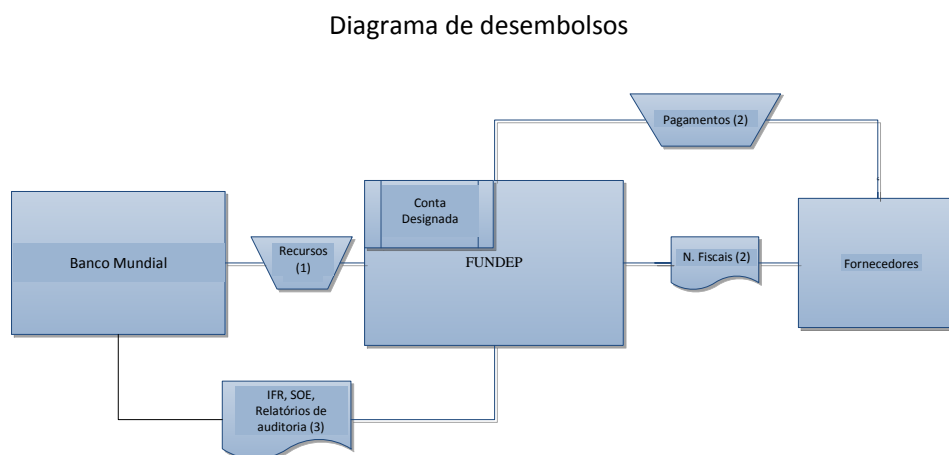 Diagrama de desembolsos
Pagamentos (2)
Conta
Designada
Banco Mundial
Recursos
(1)
FUNDEP
N. Fiscais (2)
Fornecedores
IFR, SOE,
Relatórios de
auditoria (3)